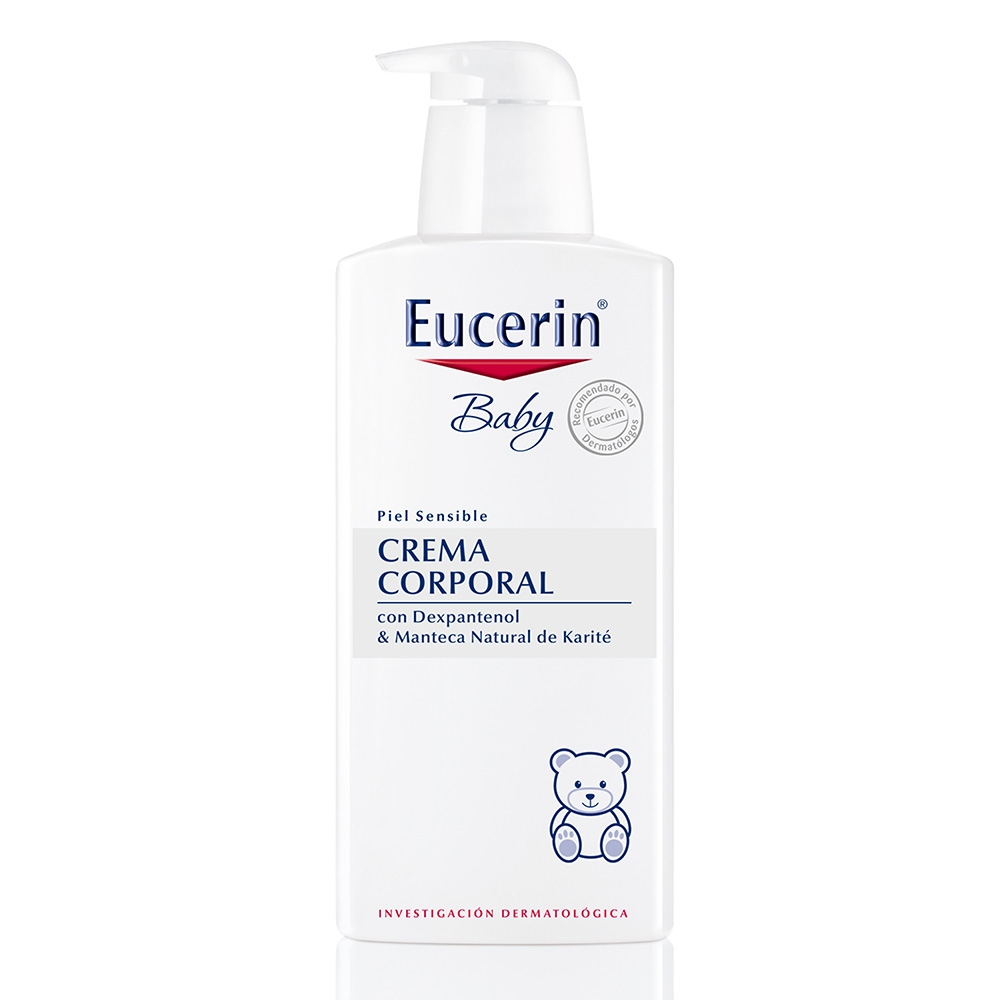 Eucerin®
Baby
Recomendado por
Eucerin
Dermatólogos
Piel Sensible
CREMA
CORPORAL
con Dexpantenol
& Manteca Natural de Karité
INVESTIGACIÓN DERMATOLÓGICA